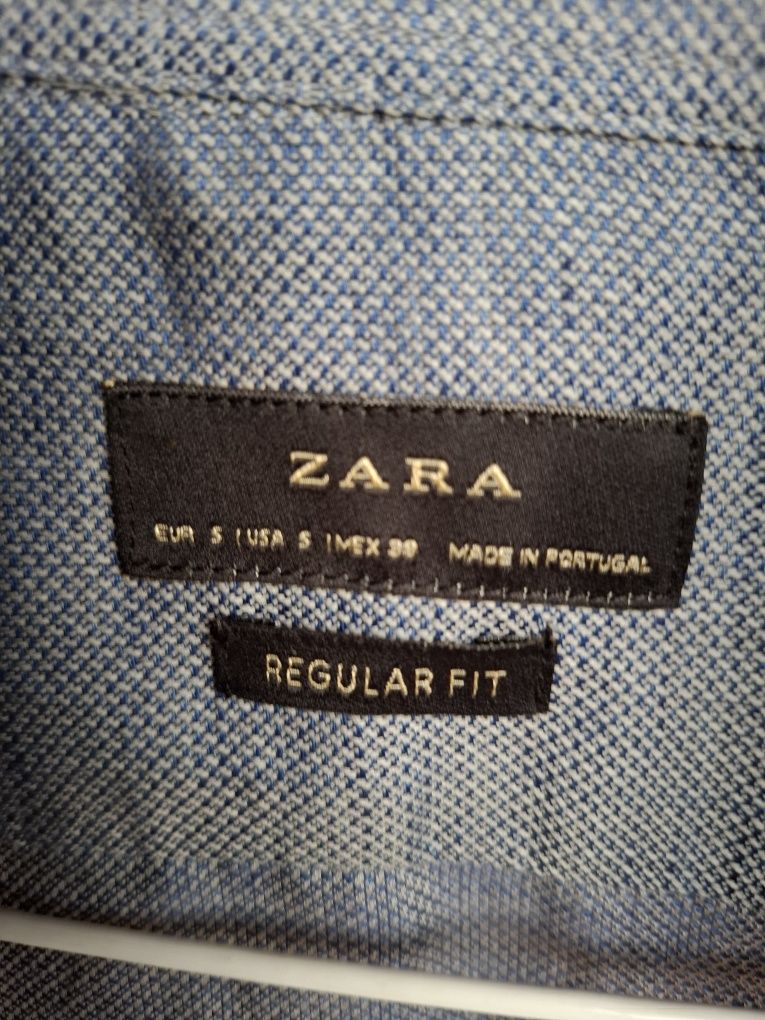 ZARA
EUR S | USA S | MEX 38 MADE IN PORTUGAL
REGULAR FIT